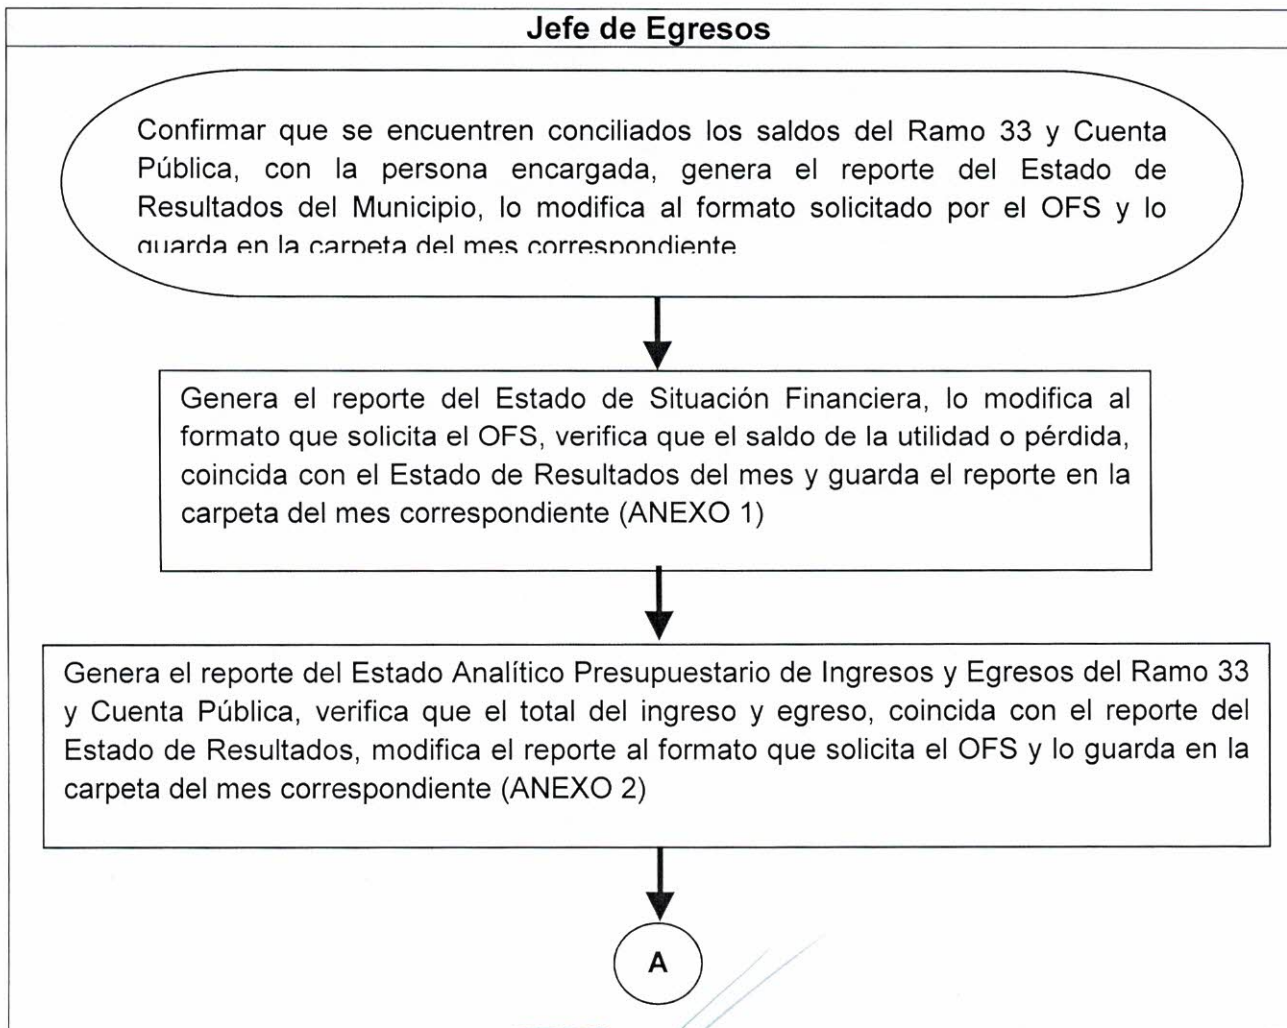 Jefe de Egresos
Confirmar que se encuentren conciliados los saldos del Ramo 33 y Cuenta
Pública, con la persona encargada, genera el reporte del Estado de
Resultados del Municipio, lo modifica al formato solicitado por el OFS y lo
guarda en la carpeta del mes correspondiente
Genera el reporte del Estado de Situación Financiera, lo modifica al
formato que solicita el OFS, verifica que el saldo de la utilidad o pérdida,
coincida con el Estado de Resultados del mes y guarda el reporte en la
carpeta del mes correspondiente (ANEXO 1)
Genera el reporte del Estado Analítico Presupuestario de Ingresos y Egresos del Ramo 33
y Cuenta Pública, verifica que el total del ingreso y egreso, coincida con el reporte del
Estado de Resultados, modifica el reporte al formato que solicita el OFS y lo guarda en la
carpeta del mes correspondiente (ANEXO 2)
A